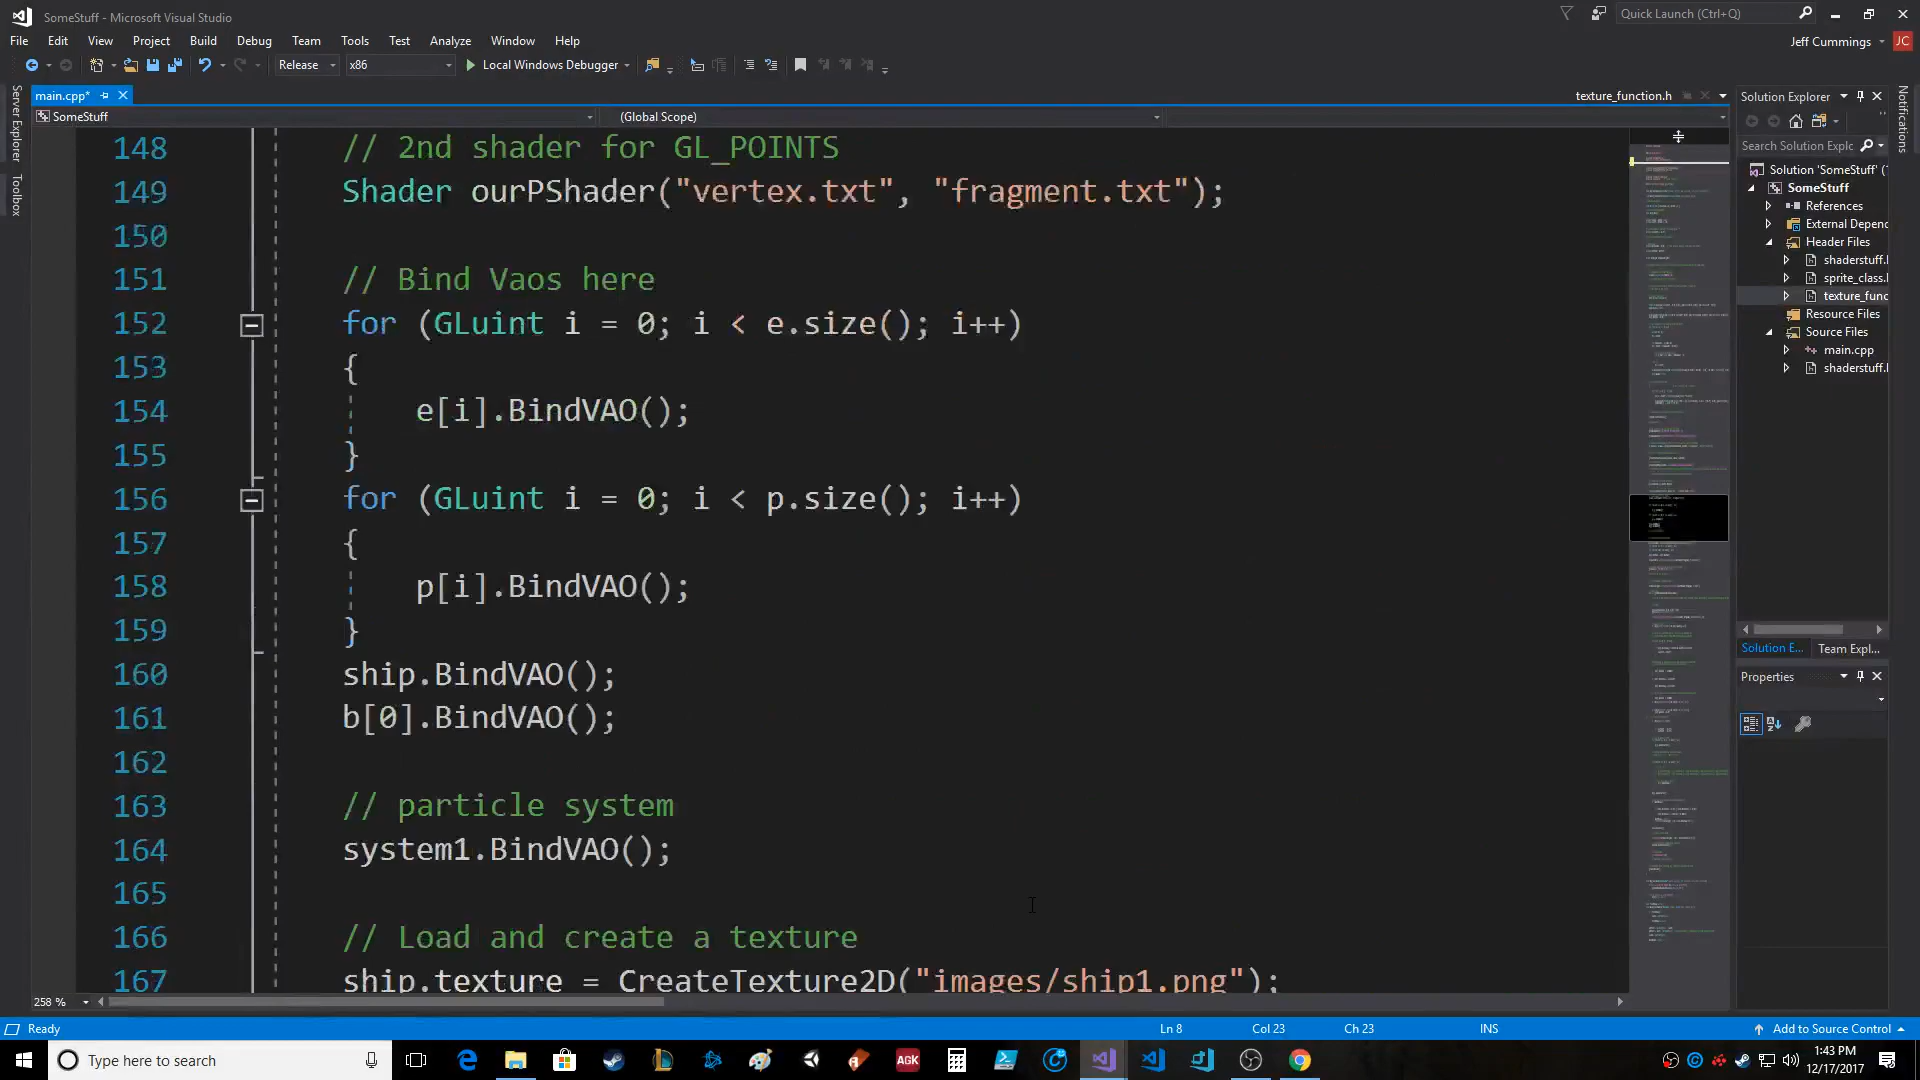 SomeStuff - Microsoft Visual Studio
Quick Launch (Ctrl+Q)
File Edit View Project Build Debug Team Tools Test Analyze Window Help
Jeff Cummings JC
Release x86 Local Windows Debugger
Server Explorer
Toolbox
Notifications
main.cpp*
texture_function.h
SomeStuff
(Global Scope)
148 // 2nd shader for GL_POINTS
149 Shader ourPShader("vertex.txt", "fragment.txt");
150
151 // Bind Vaos here
152 for (GLuint i = 0; i < e.size(); i++)
153 {
154 e[i].BindVAO();
155 }
156 for (GLuint i = 0; i < p.size(); i++)
157 {
158 p[i].BindVAO();
159 }
160 ship.BindVAO();
161 b[0].BindVAO();
162
163 // particle system
164 system1.BindVAO();
165
166 // Load and create a texture
167 ship.texture = CreateTexture2D("images/ship1.png");
258 %
Solution Explorer
Search Solution Explc
Solution 'SomeStuff' (
SomeStuff
References
External Depend
Header Files
shaderstuff.
sprite_class.
texture_func
Resource Files
Source Files
main.cpp
shaderstuff.
Solution E... Team Expl...
Properties
Ready
Ln 8 Col 23 Ch 23 INS
Add to Source Control
Type here to search
AGK
1:43 PM
12/17/2017